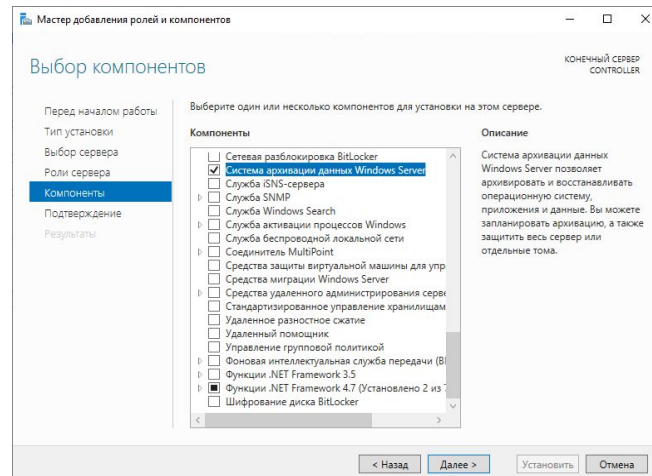 Мастер добавления ролей и компонентов
Выбор компонентов
КОНЕЧНЫЙ СЕРВЕР
CONTROLLER
Перед началом работы
Тип установки
Выбор сервера
Роли сервера
Компоненты
Подтверждение
Результаты
Выберите один или несколько компонентов для установки на этом сервере.
Компоненты
Сетевая разблокировка BitLocker
Система архивации данных Windows Server
Служба iSNS-сервера
Служба SNMP
Служба Windows Search
Служба активации процессов Windows
Служба беспроводной локальной сети
Соединитель MultiPoint
Средства защиты виртуальной машины для упр
Средства миграции Windows Server
Средства удаленного администрирования серве
Стандартизированное управление хранилищам
Удаленное разностное сжатие
Удаленный помощник
Управление групповой политикой
Фоновая интеллектуальная служба передачи (BI
Функции .NET Framework 3.5
Функции .NET Framework 4.7 (Установлено 2 из 7
Шифрование диска BitLocker
Описание
Система архивации данных
Windows Server позволяет
архивировать и восстанавливать
операционную систему,
приложения и данные. Вы можете
запланировать архивацию, а также
защитить весь сервер или
отдельные тома.
< Назад
Далее >
Установить
Отмена